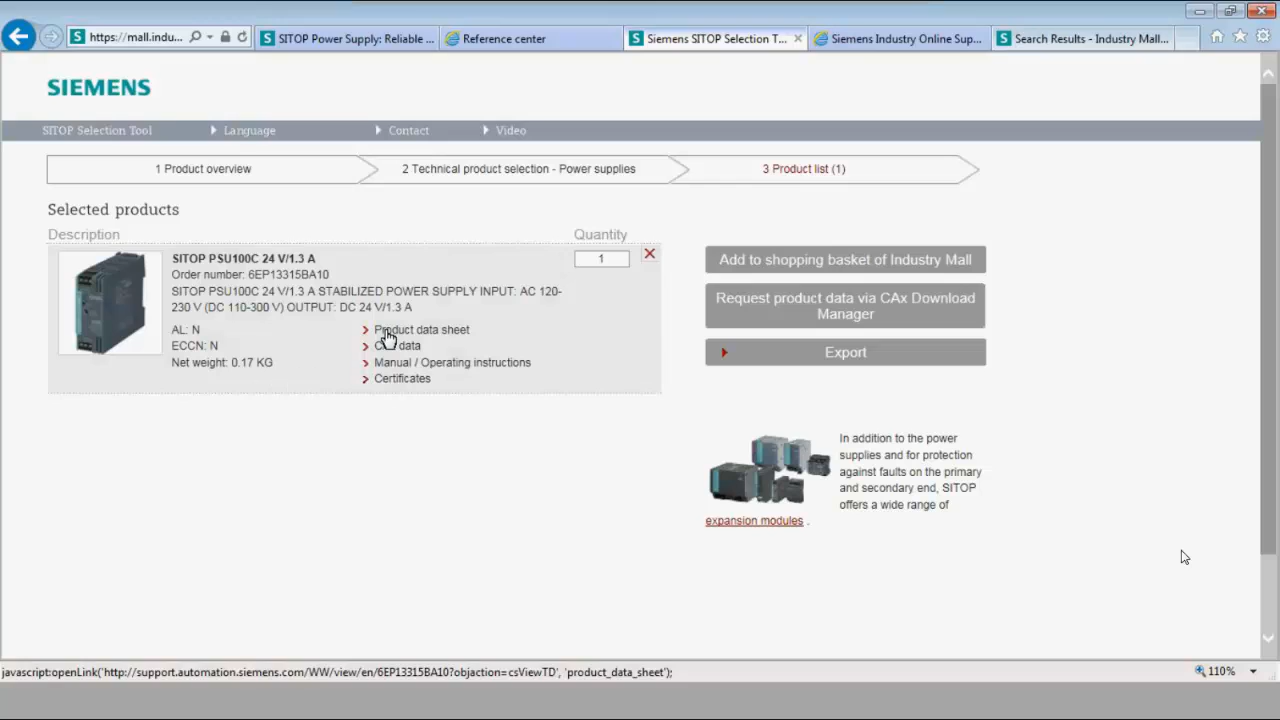 https://mall.indu...
SITOP Power Supply: Reliable ...
Reference center
Siemens SITOP Selection T...
Siemens Industry Online Sup...
Search Results - Industry Mall...
SIEMENS
SITOP Selection Tool
Language
Contact
Video
1 Product overview
2 Technical product selection - Power supplies
3 Product list (1)
Selected products
Description
Quantity
SITOP PSU100C 24 V/1.3 A
1
Order number: 6EP13315BA10
SITOP PSU100C 24 V/1.3 A STABILIZED POWER SUPPLY INPUT: AC 120-
230 V (DC 110-300 V) OUTPUT: DC 24 V/1.3 A
AL: N
ECCN: N
Net weight: 0.17 KG
Product data sheet
data
Manual / Operating instructions
Certificates
Add to shopping basket of Industry Mall
Request product data via CAx Download
Manager
Export
In addition to the power
supplies and for protection
against faults on the primary
and secondary end, SITOP
offers a wide range of
expansion modules .
javascript:openLink('http://support.automation.siemens.com/WW/view/en/6EP13315BA10?objaction=csViewTD', 'product_data_sheet');
110%